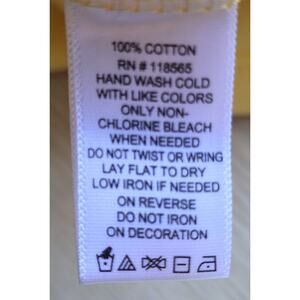 100% COTTON
RN # 118565
HAND WASH COLD
WITH LIKE COLORS
ONLY NON-
CHLORINE BLEACH
WHEN NEEDED
DO NOT TWIST OR WRING
LAY FLAT TO DRY
LOW IRON IF NEEDED
ON REVERSE
DO NOT IRON
ON DECORATION